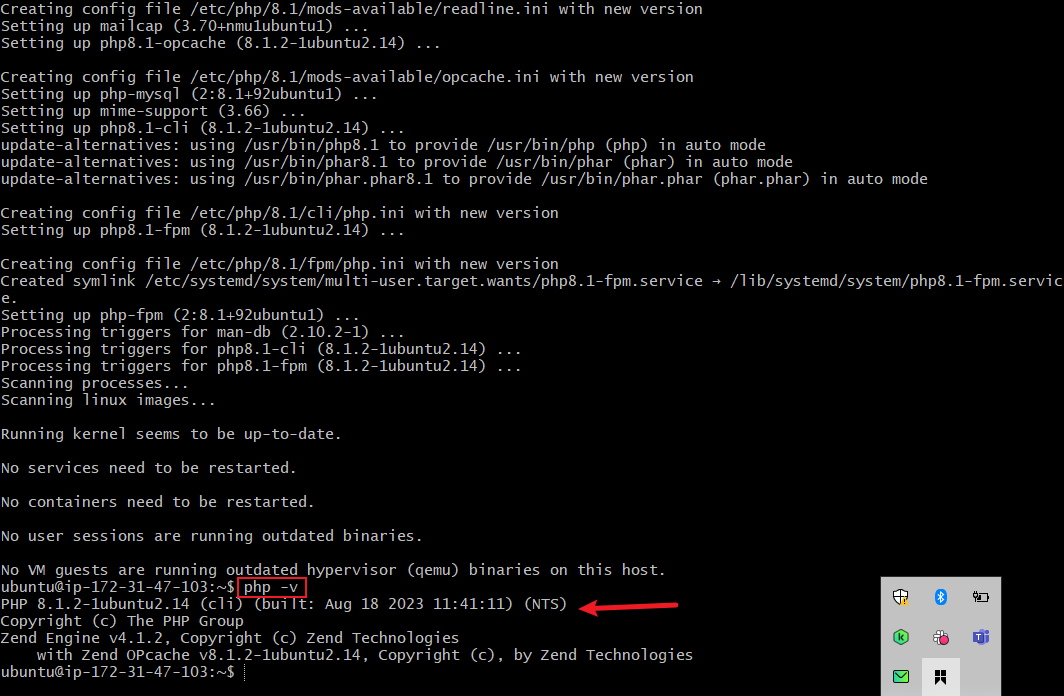 Creating config file /etc/php/8.1/mods-available/readline.ini with new version
Setting up mailcap (3.70+nmu1ubuntu1) ...
Setting up php8.1-opcache (8.1.2-1ubuntu2.14) ...
Creating config file /etc/php/8.1/mods-available/opcache.ini with new version
Setting up php-mysql (2:8.1+92ubuntu1) ...
Setting up mime-support (3.66) ...
Setting up php8.1-cli (8.1.2-1ubuntu2.14) ...
update-alternatives: using /usr/bin/php8.1 to provide /usr/bin/php (php) in auto mode
update-alternatives: using /usr/bin/phar8.1 to provide /usr/bin/phar (phar) in auto mode
update-alternatives: using /usr/bin/phar.phar8.1 to provide /usr/bin/phar.phar (phar.phar) in auto mode
Creating config file /etc/php/8.1/cli/php.ini with new version
Setting up php8.1-fpm (8.1.2-1ubuntu2.14) ...
Creating config file /etc/php/8.1/fpm/php.ini with new version
Created symlink /etc/systemd/system/multi-user.target.wants/php8.1-fpm.service → /lib/systemd/system/php8.1-fpm.servic
e.
Setting up php-fpm (2:8.1+92ubuntu1) ...
Processing triggers for man-db (2.10.2-1) ...
Processing triggers for php8.1-cli (8.1.2-1ubuntu2.14) ...
Processing triggers for php8.1-fpm (8.1.2-1ubuntu2.14) ...
Scanning processes...
Scanning linux images...
Running kernel seems to be up-to-date.
No services need to be restarted.
No containers need to be restarted.
No user sessions are running outdated binaries.
No VM guests are running outdated hypervisor (qemu) binaries on this host.
ubuntu@ip-172-31-47-103:~$ php -v
PHP 8.1.2-1ubuntu2.14 (cli) (built: Aug 18 2023 11:41:11) (NTS)
Copyright (c) The PHP Group
Zend Engine v4.1.2, Copyright (c) Zend Technologies
    with Zend OPcache v8.1.2-1ubuntu2.14, Copyright (c), by Zend Technologies
ubuntu@ip-172-31-47-103:~$